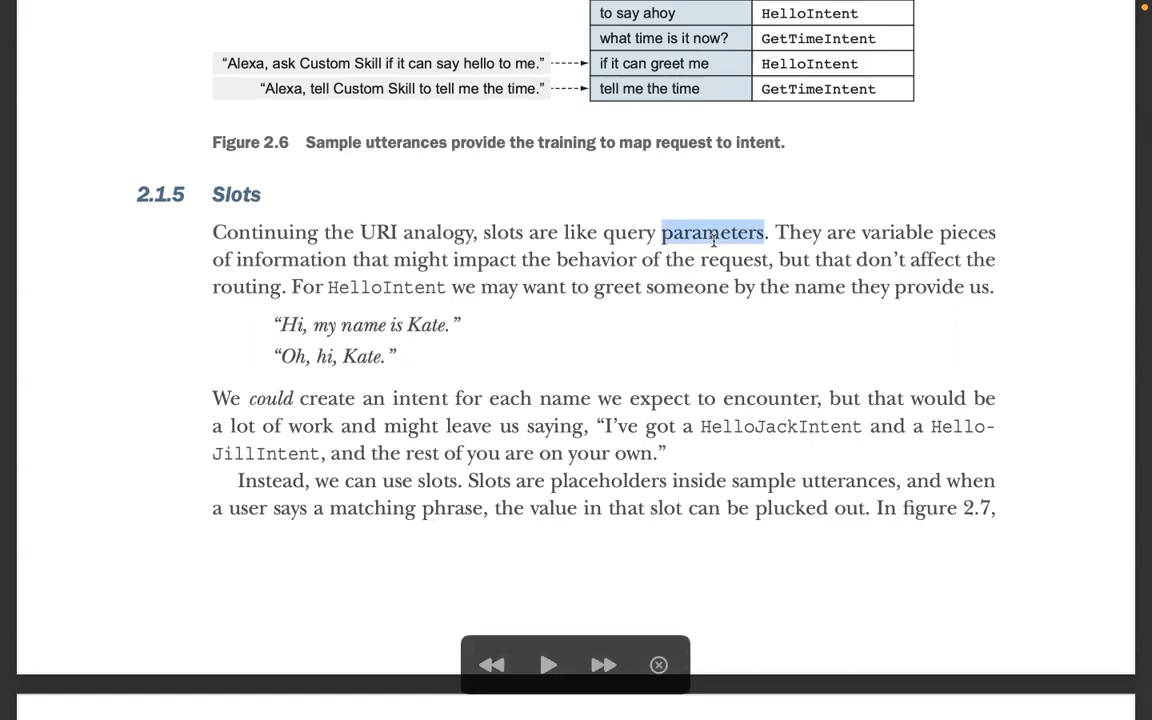 to say ahoy HelloIntent
what time is it now? GetTimeIntent
“Alexa, ask Custom Skill if it can say hello to me.” if it can greet me HelloIntent
“Alexa, tell Custom Skill to tell me the time.” tell me the time GetTimeIntent
Figure 2.6 Sample utterances provide the training to map request to intent.
2.1.5 Slots
Continuing the URI analogy, slots are like query parameters. They are variable pieces
of information that might impact the behavior of the request, but that don’t affect the
routing. For HelloIntent we may want to greet someone by the name they provide us.
“Hi, my name is Kate.”
“Oh, hi, Kate.”
We could create an intent for each name we expect to encounter, but that would be
a lot of work and might leave us saying, “I’ve got a HelloJackIntent and a Hello-
JillIntent, and the rest of you are on your own.”
Instead, we can use slots. Slots are placeholders inside sample utterances, and when
a user says a matching phrase, the value in that slot can be plucked out. In figure 2.7,